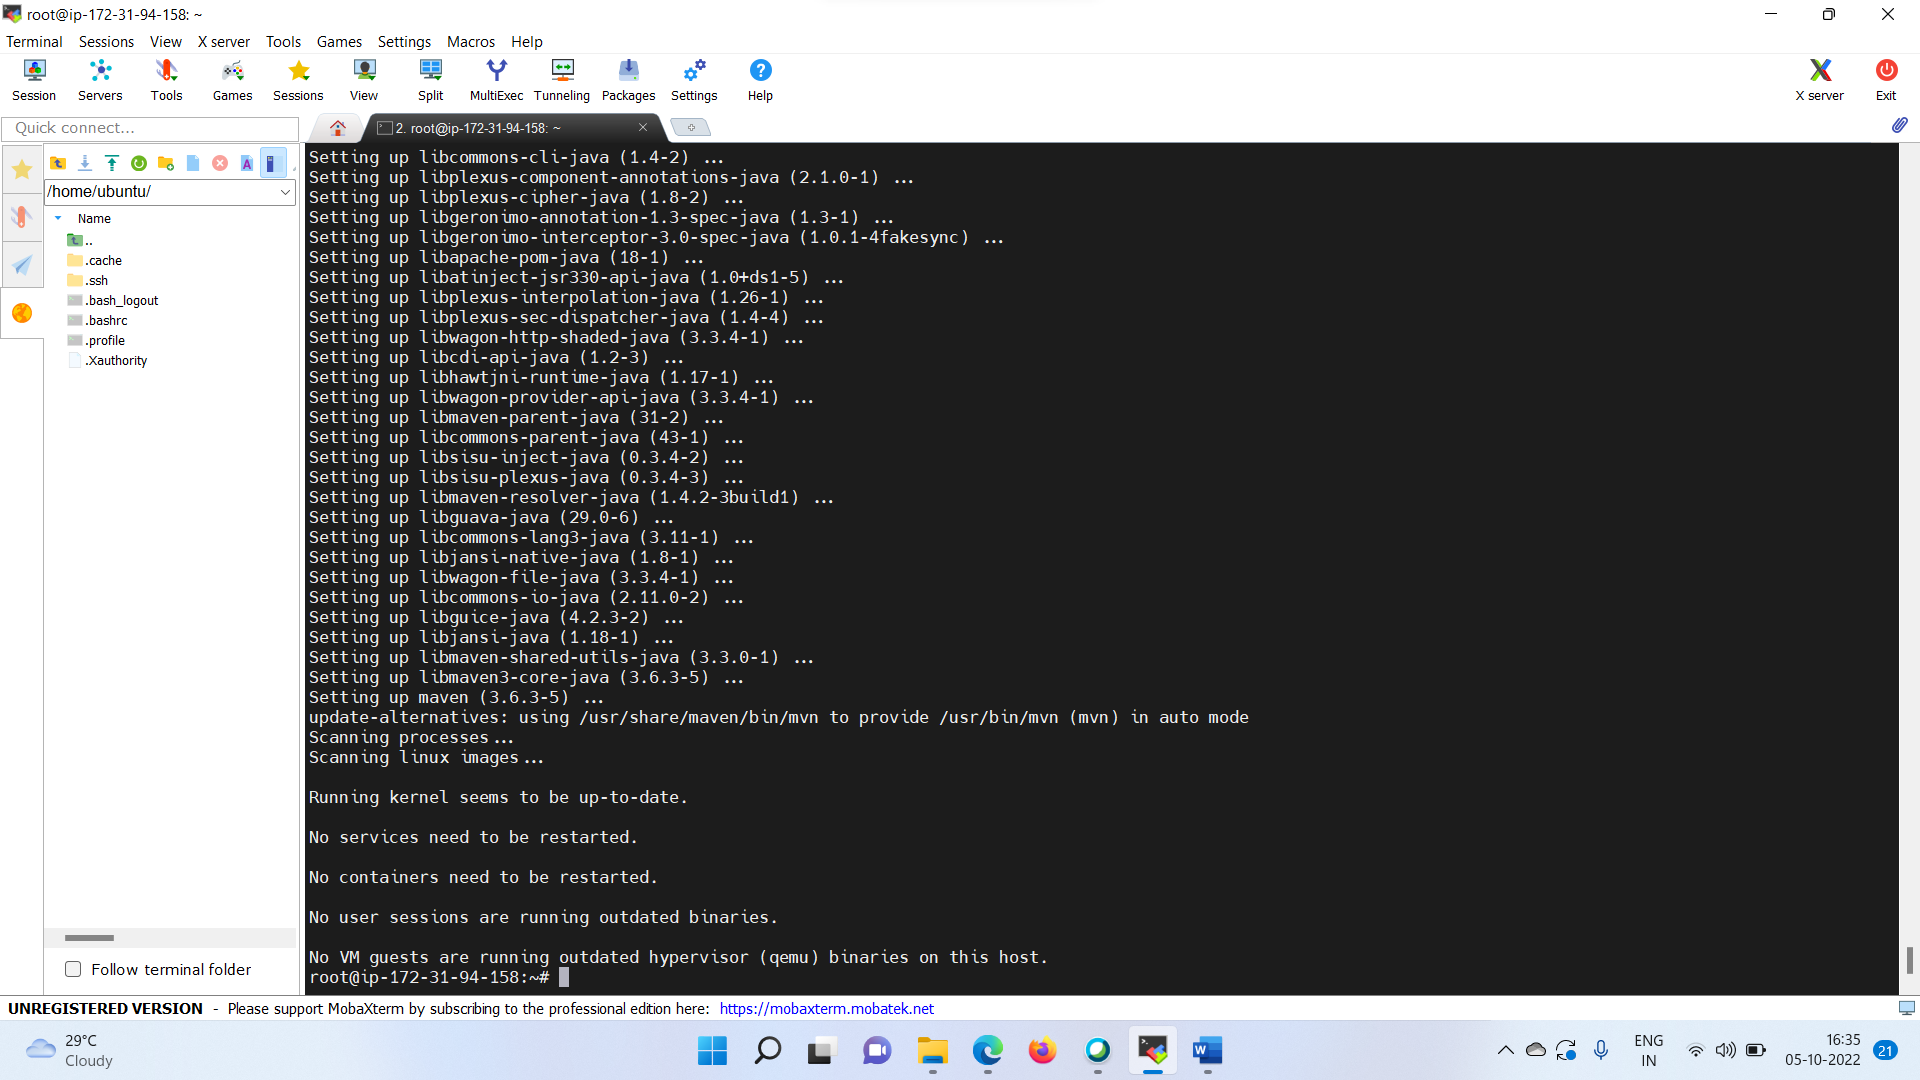 root@ip-172-31-94-158: ~
Terminal Sessions View X server Tools Games Settings Macros Help
Session Servers Tools Games Sessions View Split MultiExec Tunneling Packages Settings Help X server Exit
Quick connect...
2. root@ip-172-31-94-158: ~
/home/ubuntu/
Name
..
.cache
.ssh
.bash_logout
.bashrc
.profile
.Xauthority
Follow terminal folder
Setting up libcommons-cli-java (1.4-2) ...
Setting up libplexus-component-annotations-java (2.1.0-1) ...
Setting up libplexus-cipher-java (1.8-2) ...
Setting up libgeronimo-annotation-1.3-spec-java (1.3-1) ...
Setting up libgeronimo-interceptor-3.0-spec-java (1.0.1-4fakesync) ...
Setting up libapache-pom-java (18-1) ...
Setting up libatinject-jsr330-api-java (1.0+ds1-5) ...
Setting up libplexus-interpolation-java (1.26-1) ...
Setting up libplexus-sec-dispatcher-java (1.4-4) ...
Setting up libwagon-http-shaded-java (3.3.4-1) ...
Setting up libcdi-api-java (1.2-3) ...
Setting up libhawtjni-runtime-java (1.17-1) ...
Setting up libwagon-provider-api-java (3.3.4-1) ...
Setting up libmaven-parent-java (31-2) ...
Setting up libcommons-parent-java (43-1) ...
Setting up libsisu-inject-java (0.3.4-2) ...
Setting up libsisu-plexus-java (0.3.4-3) ...
Setting up libmaven-resolver-java (1.4.2-3build1) ...
Setting up libguava-java (29.0-6) ...
Setting up libcommons-lang3-java (3.11-1) ...
Setting up libjansi-native-java (1.8-1) ...
Setting up libwagon-file-java (3.3.4-1) ...
Setting up libcommons-io-java (2.11.0-2) ...
Setting up libguice-java (4.2.3-2) ...
Setting up libjansi-java (1.18-1) ...
Setting up libmaven-shared-utils-java (3.3.0-1) ...
Setting up libmaven3-core-java (3.6.3-5) ...
Setting up maven (3.6.3-5) ...
update-alternatives: using /usr/share/maven/bin/mvn to provide /usr/bin/mvn (mvn) in auto mode
Scanning processes...
Scanning linux images...
Running kernel seems to be up-to-date.
No services need to be restarted.
No containers need to be restarted.
No user sessions are running outdated binaries.
No VM guests are running outdated hypervisor (qemu) binaries on this host.
root@ip-172-31-94-158:~#
UNREGISTERED VERSION - Please support MobaXterm by subscribing to the professional edition here: https://mobaxterm.mobatek.net
29°C
Cloudy
ENG
IN
16:35
05-10-2022
21